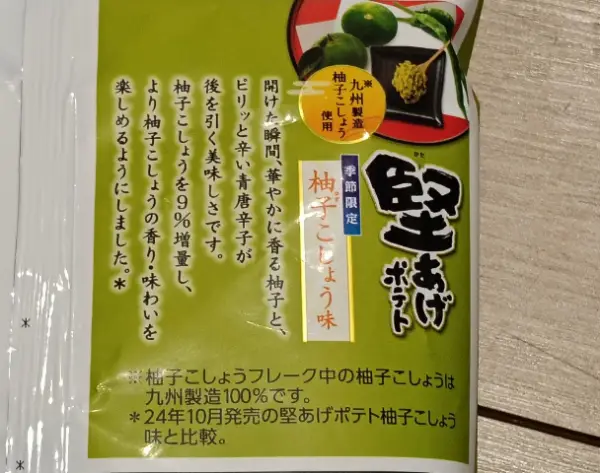 ※九州製造
柚子こしょう
使用
堅あげ
ポテト
季節限定
柚子こしょう味
開けた瞬間、華やかに香る柚子と、
ピリッと辛い青唐辛子が
後を引く美味しさです。
柚子こしょうを9%増量し、
より柚子こしょうの香り・味わいを
楽しめるようにしました。*
※柚子こしょうフレーク中の柚子こしょうは
九州製造100%です。
*24年10月発売の堅あげポテト柚子こしょう
味と比較。